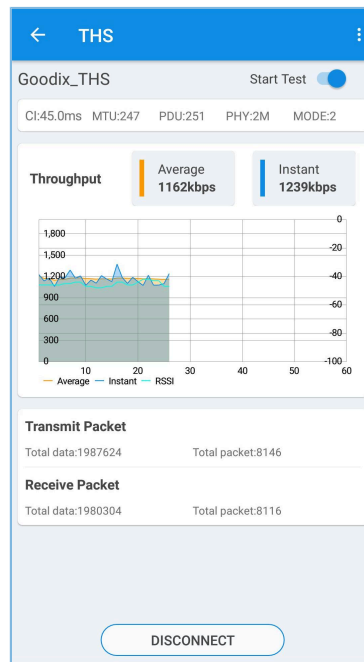 THS
Goodix_THS Start Test
CI:45.0ms MTU:247 PDU:251 PHY:2M MODE:2
Throughput
Average
1162kbps
Instant
1239kbps
0
1,800
-20
1,500
1,200 -40
900
-60
600
-80
300
0 -100
10 20 30 40 50 60
Average Instant RSSI
Transmit Packet
Total data:1987624 Total packet:8146
Receive Packet
Total data:1980304 Total packet:8116
DISCONNECT